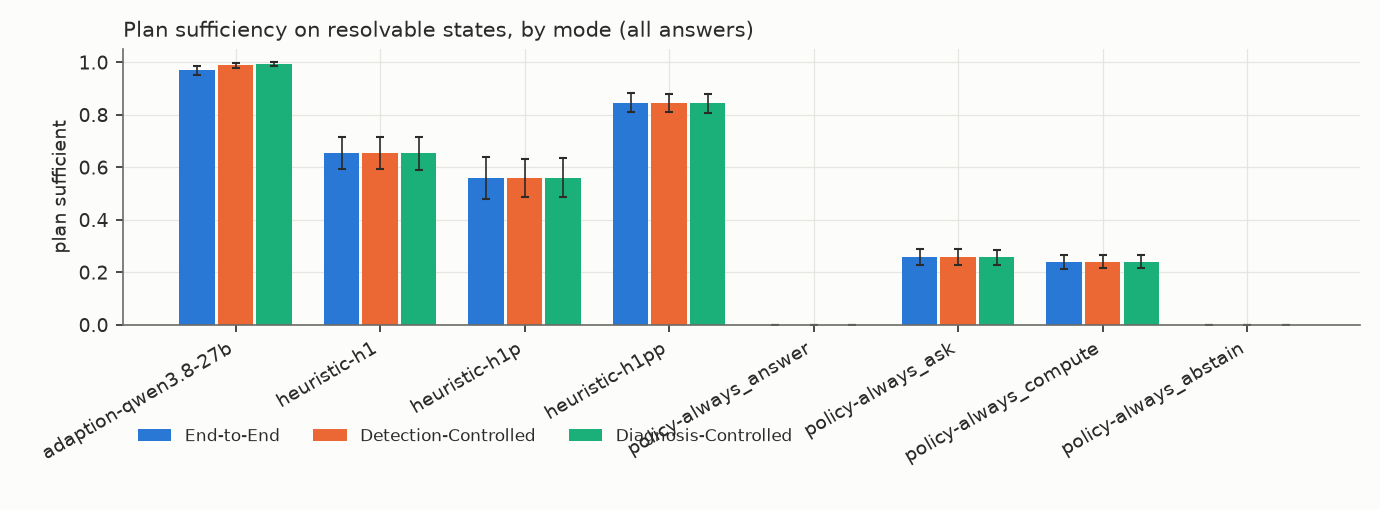 Plan sufficiency on resolvable states, by mode (all answers)
plan sufficient
1.0
0.8
0.6
0.4
0.2
0.0
adaption-qwen3.8-27b
heuristic-h1
heuristic-h1p
heuristic-h1pp
policy-always_answer
policy-always_ask
policy-always_compute
policy-always_abstain
End-to-End
Detection-Controlled
Diagnosis-Controlled